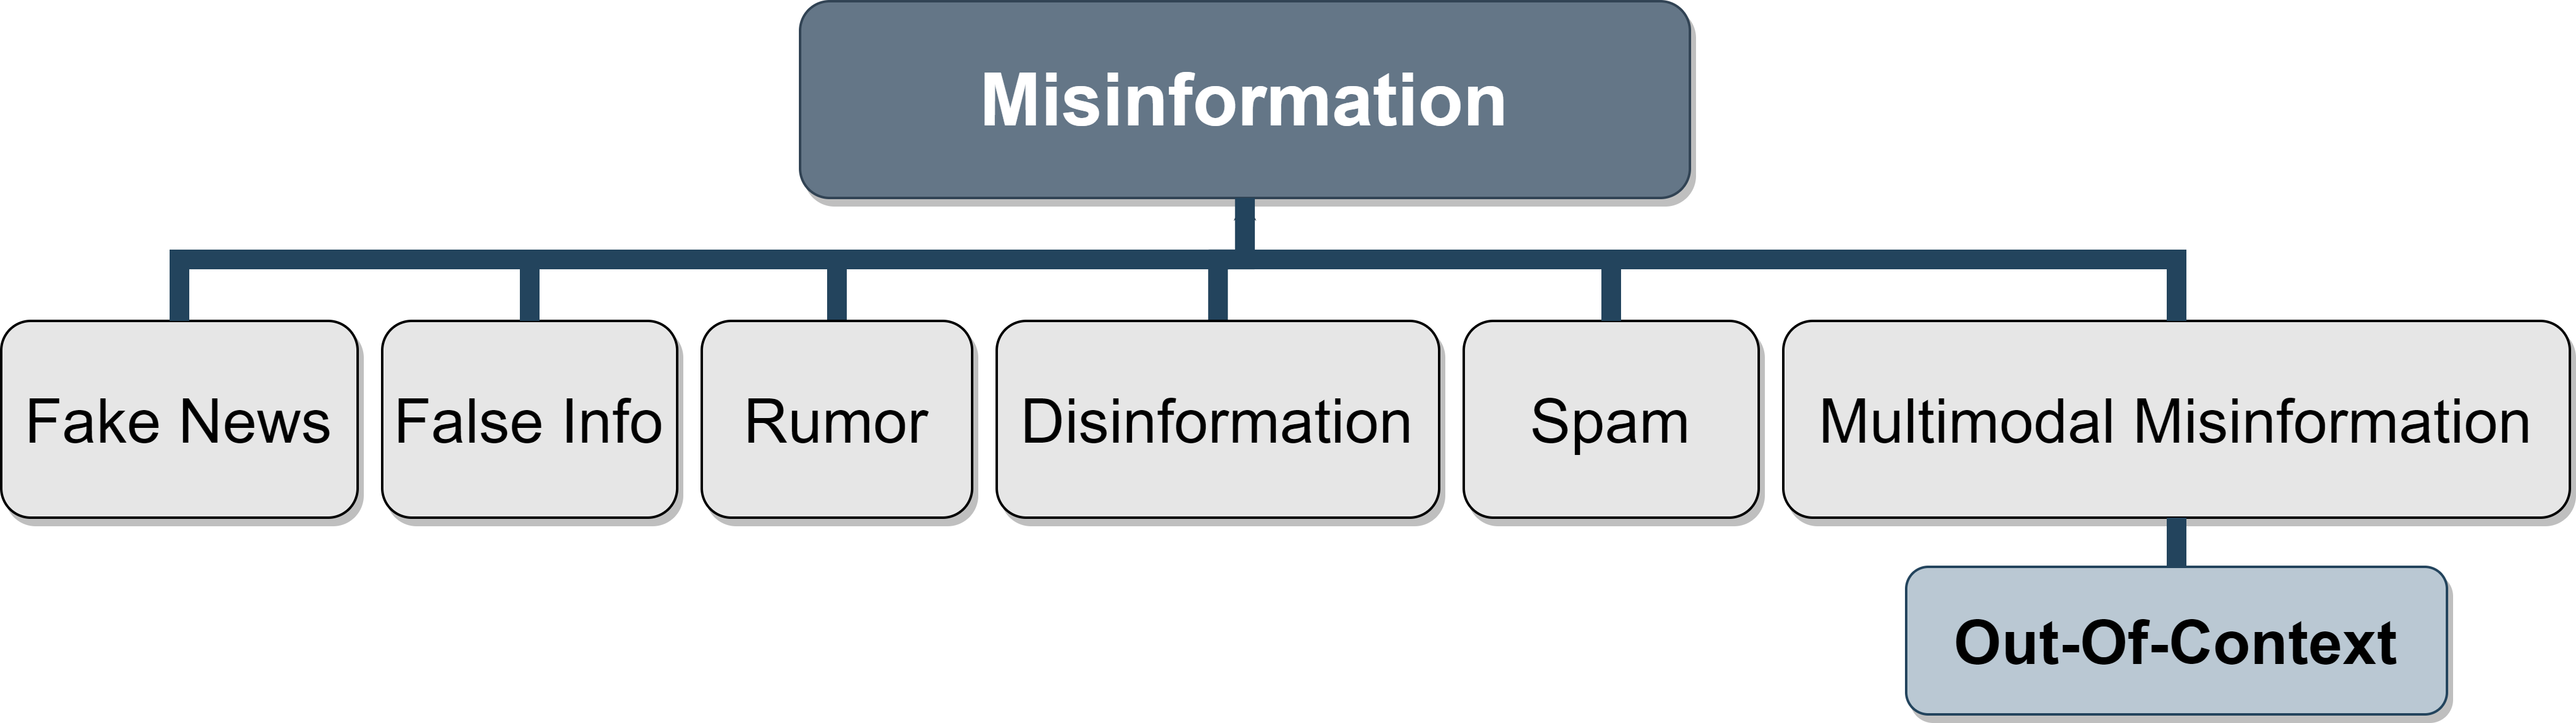 Misinformation
Fake News
False Info
Rumor
Disinformation
Spam
Multimodal Misinformation
Out-Of-Context